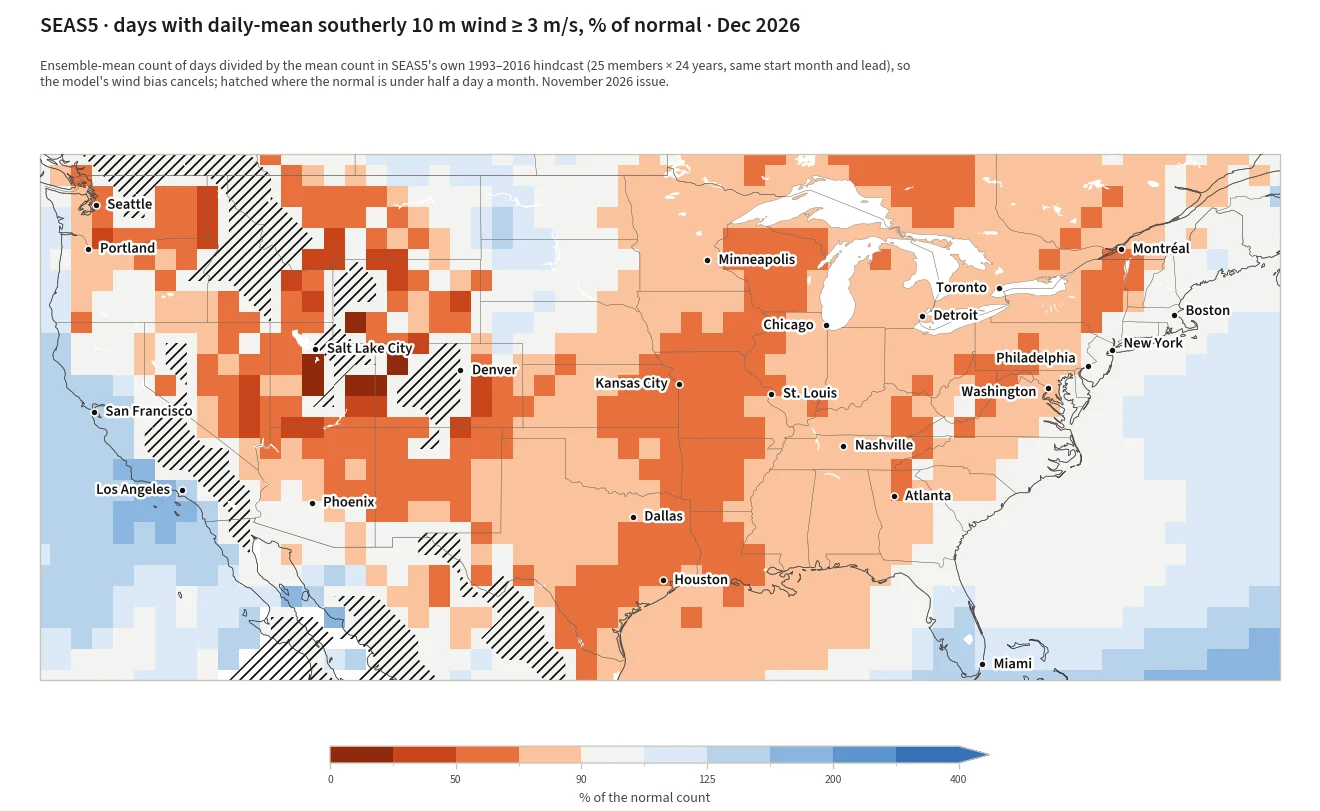 SEAS5 · days with daily-mean southerly 10 m wind ≥ 3 m/s, % of normal · Dec 2026
Ensemble-mean count of days divided by the mean count in SEAS5's own 1993–2016 hindcast (25 members × 24 years, same start month and lead), so
the model's wind bias cancels; hatched where the normal is under half a day a month. November 2026 issue.
Seattle
Portland
Montréal
Minneapolis
Toronto
Boston
Detroit
Chicago
New York
Salt Lake City
Philadelphia
Denver
Kansas City
Washington
St. Louis
San Francisco
Nashville
Los Angeles
Atlanta
Phoenix
Dallas
Houston
Miami
0 50 90 125 200 400
% of the normal count